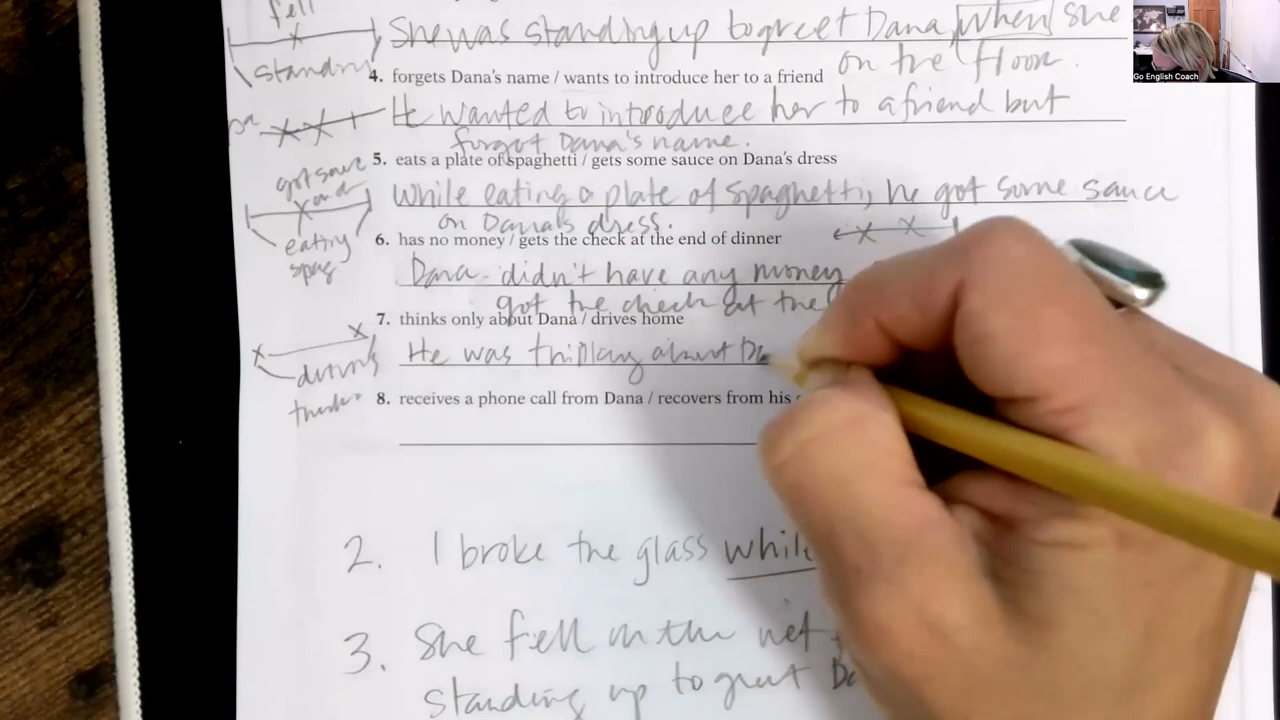 fell
She was standing up to greet Dana, when she
standing
on the floor.
4. forgets Dana's name / wants to introduce her to a friend
He wanted to introduce her to a friend but
forgot Dana's name.
5. eats a plate of spaghetti / gets some sauce on Dana's dress
got sauce
While eating a plate of spaghetti, he got some sauce
on Dana's dress.
eating
spag
6. has no money / gets the check at the end of dinner
Dana didn't have any money
got the check at the
7. thinks only about Dana / drives home
He was thinking about Da
driving
8. receives a phone call from Dana / recovers from his
2. I broke the glass while
3. She fell on the wet
standing up to greet Da
Go English Coach